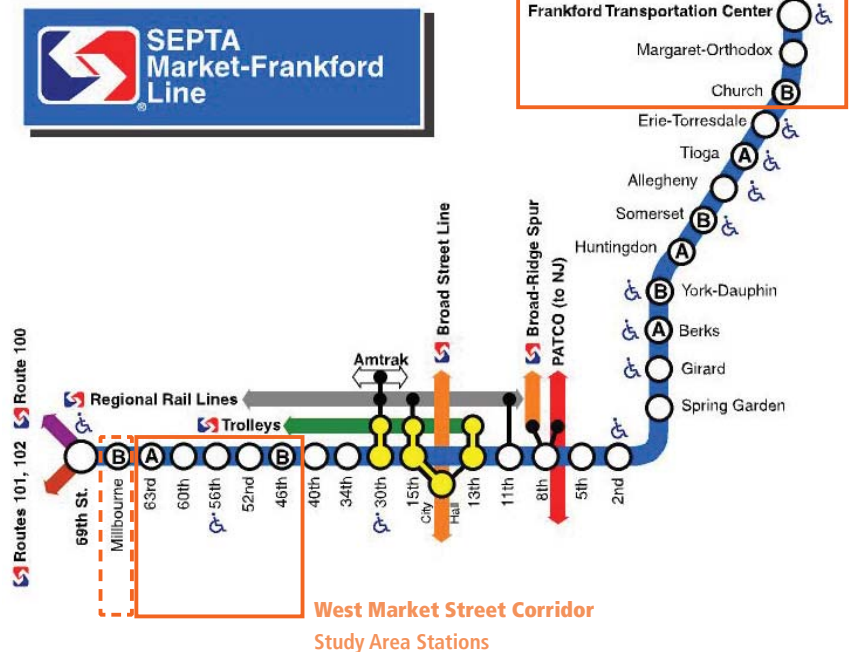 SEPTA
Market-Frankford
Line
®
Frankford Transportation Center
Margaret-Orthodox
Church B
Erie-Torresdale
Tioga A
Allegheny
Somerset B
Huntingdon A
B York-Dauphin
A Berks
Girard
Spring Garden
Broad Street Line
Broad-Ridge Spur
PATCO (to NJ)
Amtrak
Regional Rail Lines
Trolleys
Route 100
Routes 101, 102
B
A
B
69th St.
Millbourne
63rd
60th
56th
52nd
46th
40th
34th
30th
15th
City
Hall
13th
11th
8th
5th
2nd
West Market Street Corridor
Study Area Stations